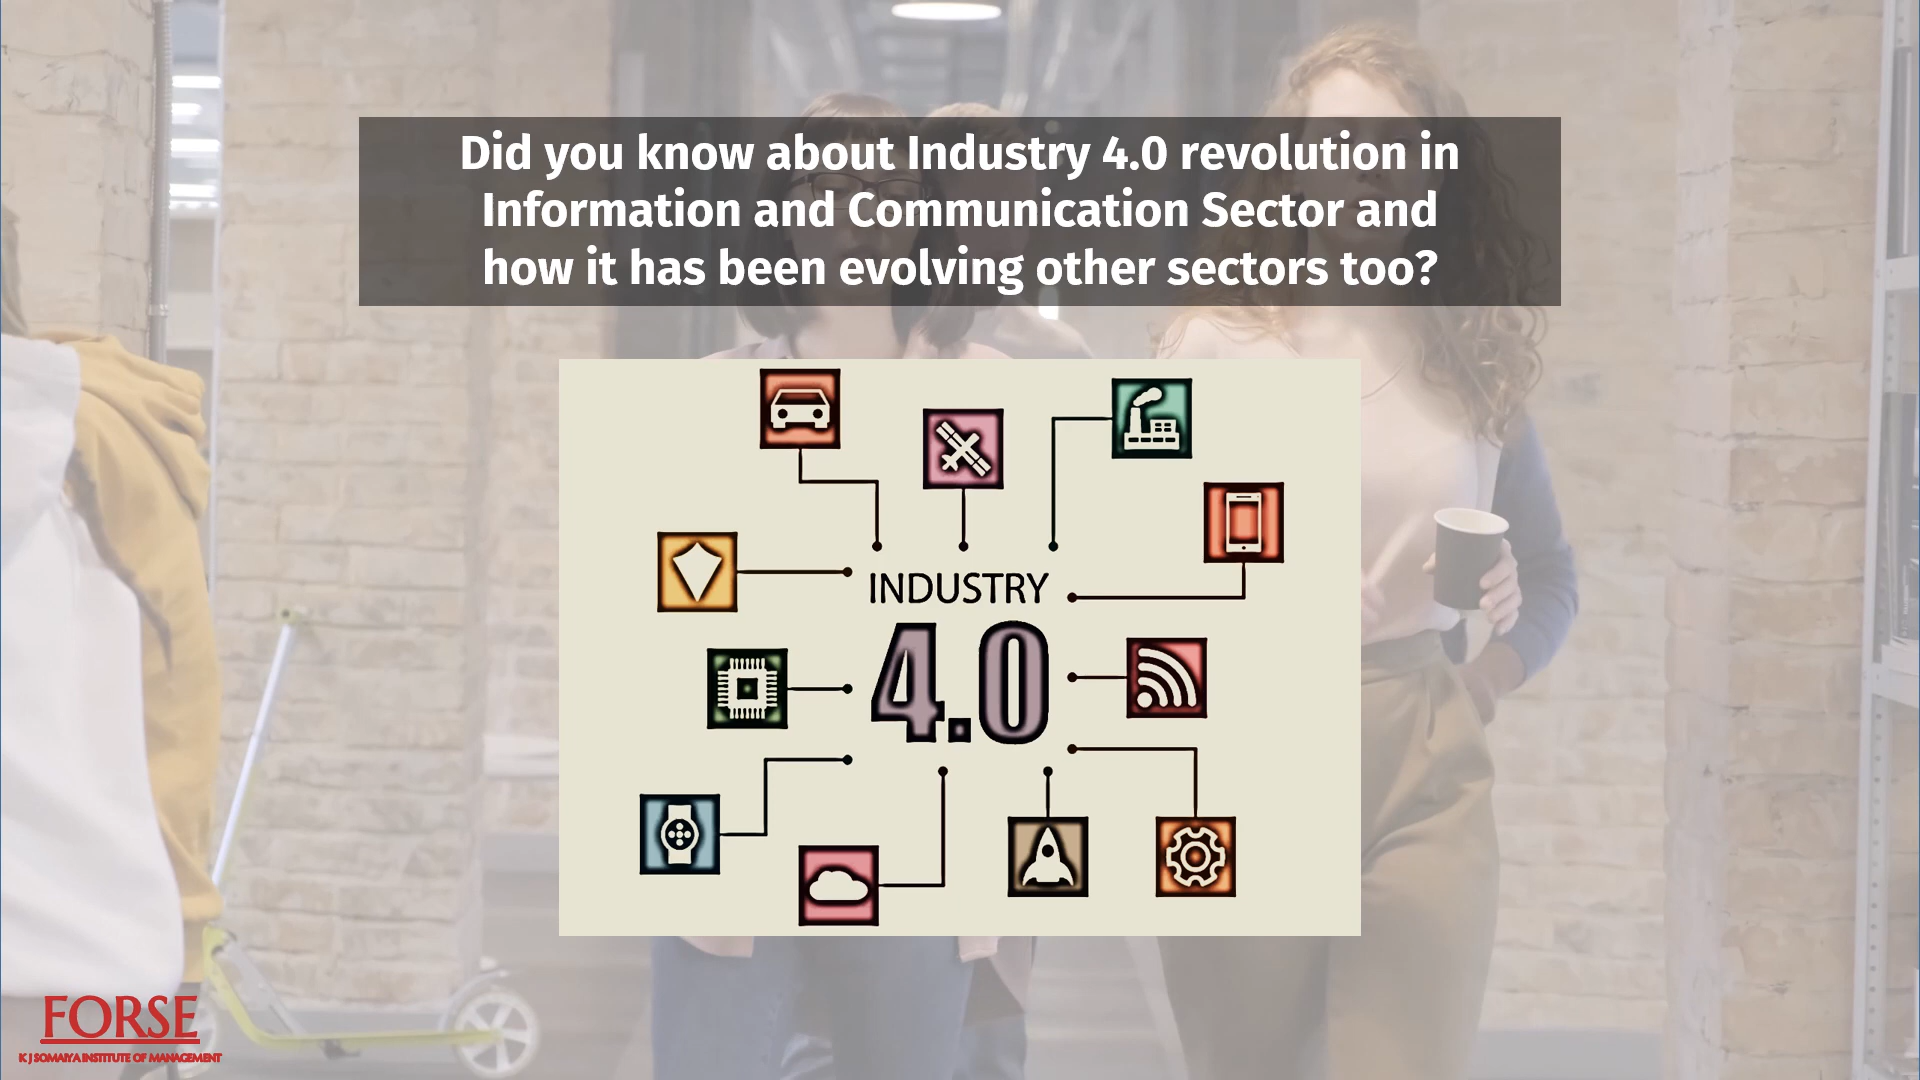 Did you know about Industry 4.0 revolution in
Information and Communication Sector and
how it has been evolving other sectors too?
INDUSTRY
4.0
FORSE
K J SOMAIYA INSTITUTE OF MANAGEMENT